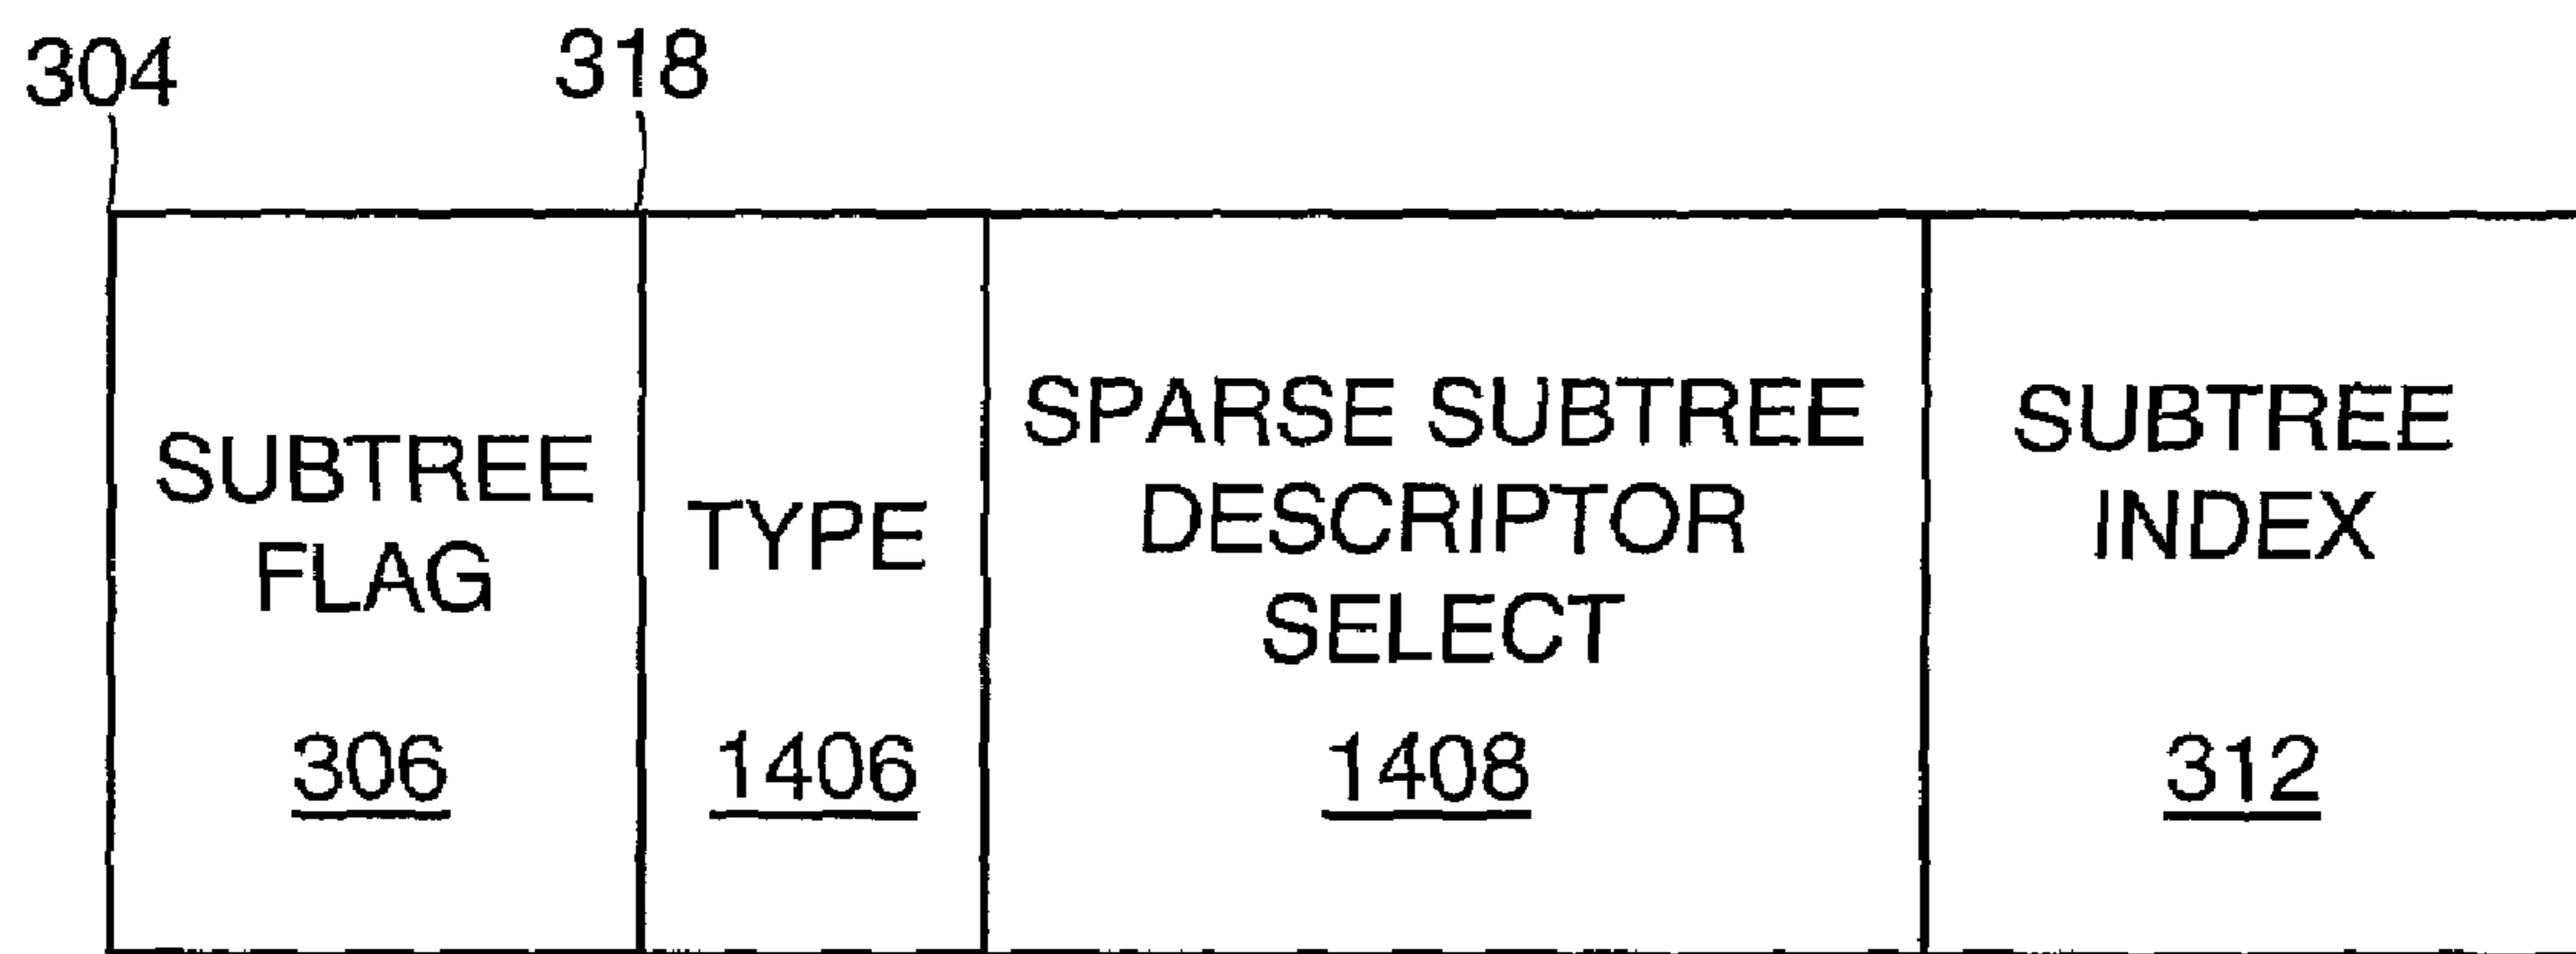 304
318
SUBTREE
FLAG
306
TYPE
1406
SPARSE SUBTREE
DESCRIPTOR
SELECT
1408
SUBTREE
INDEX
312